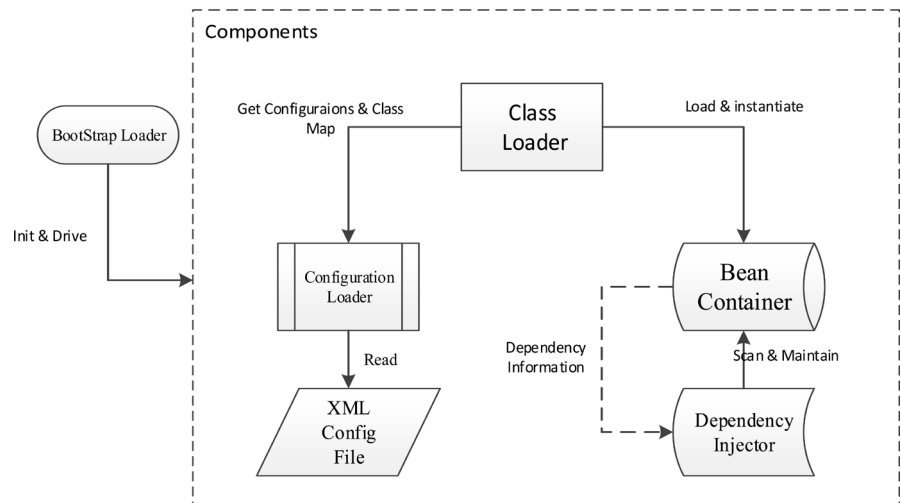 Components
BootStrap Loader
Init & Drive
Get Configuraions & Class
Map
Class
Loader
Load & instantiate
Configuration
Loader
Read
XML
Config
File
Bean
Container
Dependency
Information
Scan & Maintain
Dependency
Injector